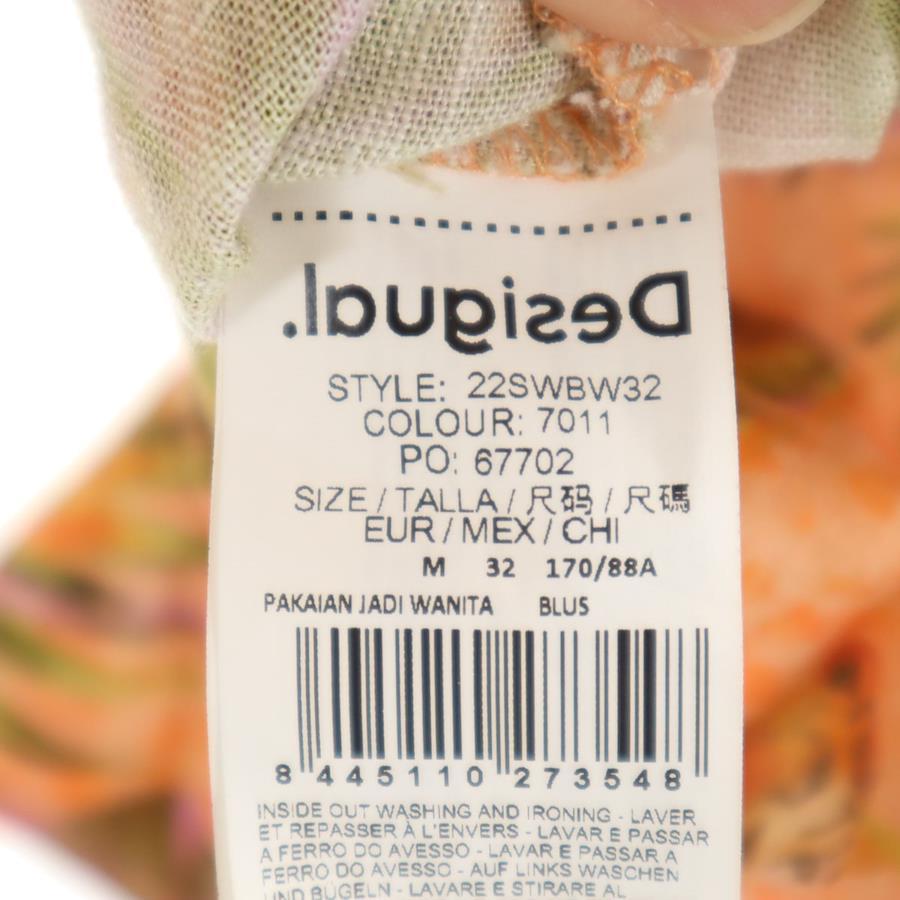 Desigual.
STYLE: 22SWBW32
COLOUR: 7011
PO: 67702
SIZE / TALLA / 尺码 / 尺碼
EUR / MEX / CHI
M 32 170/88A
PAKAIAN JADI WANITA BLUS
8 445110 273548
INSIDE OUT WASHING AND IRONING - LAVER
ET REPASSER À L'ENVERS - LAVAR E PASSAR
A FERRO DO AVESSO - LAVAR E PASSAR A
FERRO DO AVESSO - AUF LINKS WASCHEN
UND BÜGELN - LAVARE E STIRARE AL